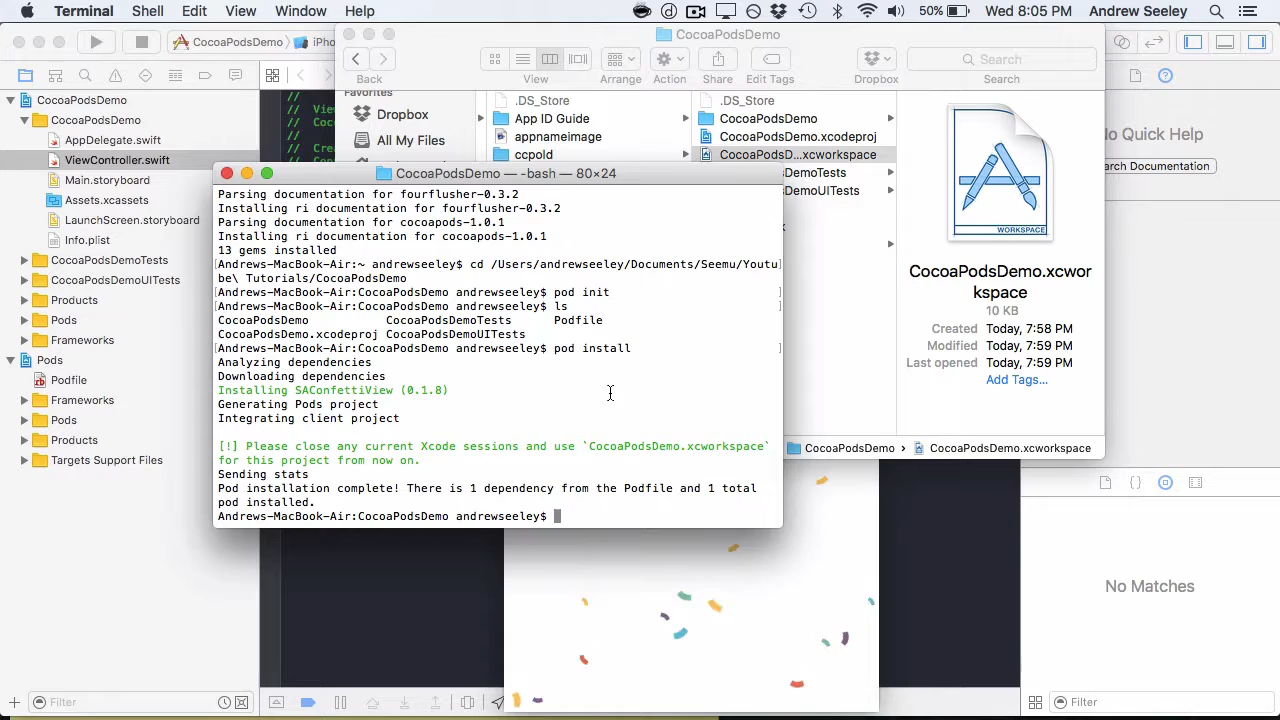 Terminal Shell Edit View Window Help 50% Wed 8:05 PM Andrew Seeley
CocoaPodsDemo
CocoaPodsDemo
Back View Arrange Action Share Edit Tags Dropbox Search
Search
CocoaPodsDemo
CocoaPodsDemo
AppDelegate.swift
ViewController.swift
Main.storyboard
Assets.xcassets
LaunchScreen.storyboard
Info.plist
CocoaPodsDemoTests
CocoaPodsDemoUITests
Products
Pods
Frameworks
Pods
Podfile
Frameworks
Pods
Products
Targets Support Files
Filter
//
//
//
//
//
Favorites
Dropbox
All My Files
.DS_Store
App ID Guide
appnameimage
ccpold
.DS_Store
CocoaPodsDemo
CocoaPodsDemo.xcodeproj
CocoaPodsD...xcworkspace
DemoTests
DemoUITests
WORKSPACE
CocoaPodsDemo.xcwor
kspace
10 KB
Created Today, 7:58 PM
Modified Today, 7:59 PM
Last opened Today, 7:59 PM
Add Tags...
CocoaPodsDemo › CocoaPodsDemo.xcworkspace
CocoaPodsDemo — -bash — 80×24
Parsing documentation for fourflusher-0.3.2
Installing ri documentation for fourflusher-0.3.2
Parsing documentation for cocoapods-1.0.1
Installing ri documentation for cocoapods-1.0.1
13 gems installed
[Andrews-MacBook-Air:~ andrewseeley$ cd /Users/andrewseeley/Documents/Seemu/Youtu]
be\ Tutorials/CocoaPodsDemo
[Andrews-MacBook-Air:CocoaPodsDemo andrewseeley$ pod init ]
[Andrews-MacBook-Air:CocoaPodsDemo andrewseeley$ ls ]
CocoaPodsDemo CocoaPodsDemoTests Podfile
CocoaPodsDemo.xcodeproj CocoaPodsDemoUITests
[Andrews-MacBook-Air:CocoaPodsDemo andrewseeley$ pod install ]
Analyzing dependencies
Downloading dependencies
Installing SAConfettiView (0.1.8)
Generating Pods project
Integrating client project
[!] Please close any current Xcode sessions and use `CocoaPodsDemo.xcworkspace`
for this project from now on.
Sending stats
Pod installation complete! There is 1 dependency from the Podfile and 1 total
pod installed.
Andrews-MacBook-Air:CocoaPodsDemo andrewseeley$
Quick Help
Documentation
No Matches
Filter